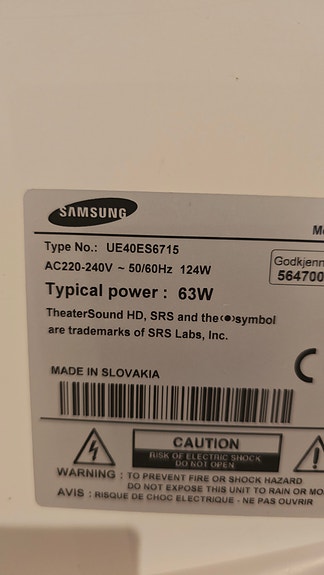 SAMSUNG
Type No.: UE40ES6715
AC220-240V ~ 50/60Hz 124W
Typical power : 63W
Godkjenn
564700
TheaterSound HD, SRS and the symbol
are trademarks of SRS Labs, Inc.
MADE IN SLOVAKIA
CAUTION
RISK OF ELECTRIC SHOCK
DO NOT OPEN
WARNING : TO PREVENT FIRE OR SHOCK HAZARD
DO NOT EXPOSE THIS UNIT TO RAIN OR MO
AVIS : RISQUE DE CHOC ELECTRIQUE - NE PAS OUVRIR